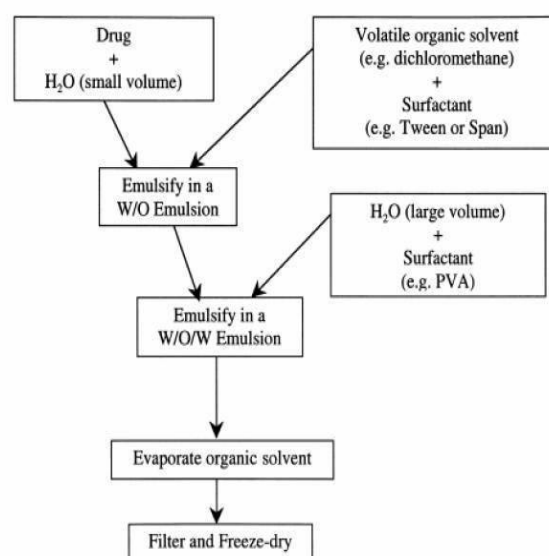 Drug
+
H₂O (small volume)
Volatile organic solvent
(e.g. dichloromethane)
+
Surfactant
(e.g. Tween or Span)
Emulsify in a
W/O Emulsion
H₂O (large volume)
+
Surfactant
(e.g. PVA)
Emulsify in a
W/O/W Emulsion
Evaporate organic solvent
Filter and Freeze-dry